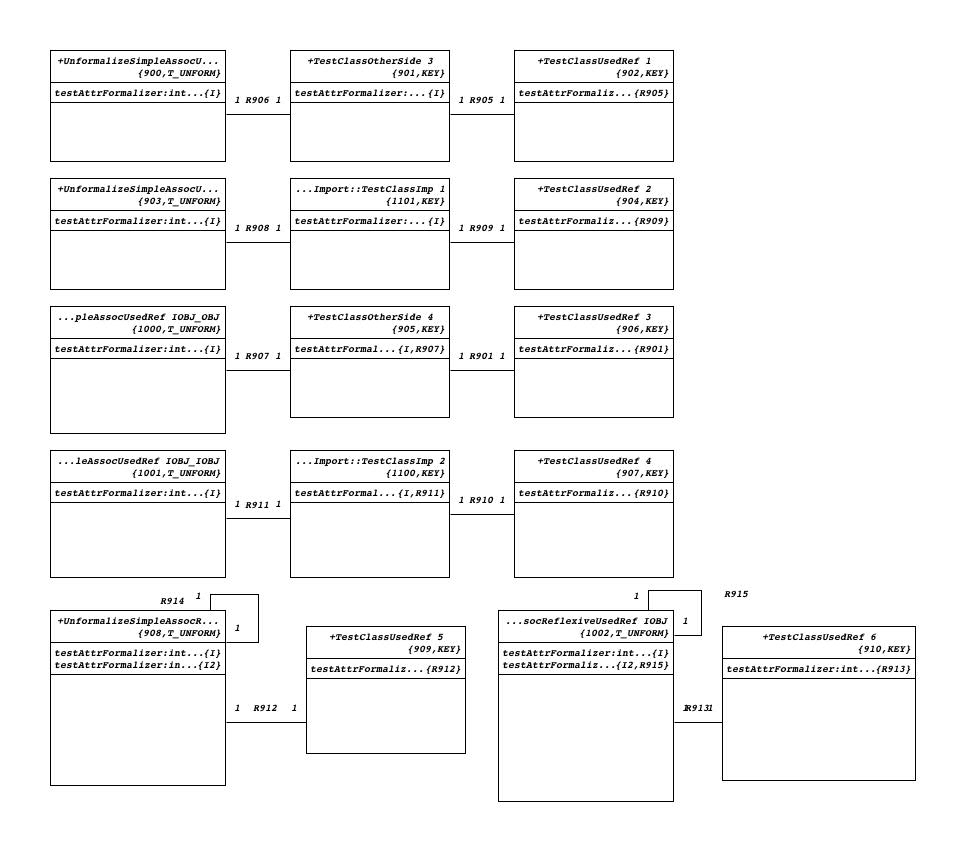 +UnformalizeSimpleAssocU...
{900,T_UNFORM}
testAttrFormalizer:int...{I}
1 R906 1
+TestClassOtherSide 3
{901,KEY}
testAttrFormalizer:...{I}
1 R905 1
+TestClassUsedRef 1
{902,KEY}
testAttrFormaliz...{R905}
+UnformalizeSimpleAssocU...
{903,T_UNFORM}
testAttrFormalizer:int...{I}
1 R908 1
...Import::TestClassImp 1
{1101,KEY}
testAttrFormalizer:...{I}
1 R909 1
+TestClassUsedRef 2
{904,KEY}
testAttrFormaliz...{R909}
...pleAssocUsedRef IOBJ_OBJ
{1000,T_UNFORM}
testAttrFormalizer:int...{I}
1 R907 1
+TestClassOtherSide 4
{905,KEY}
testAttrFormal...{I,R907}
1 R901 1
+TestClassUsedRef 3
{906,KEY}
testAttrFormaliz...{R901}
...leAssocUsedRef IOBJ_IOBJ
{1001,T_UNFORM}
testAttrFormalizer:int...{I}
1 R911 1
...Import::TestClassImp 2
{1100,KEY}
testAttrFormal...{I,R911}
1 R910 1
+TestClassUsedRef 4
{907,KEY}
testAttrFormaliz...{R910}
R914 1
1
+UnformalizeSimpleAssocR...
{908,T_UNFORM}
testAttrFormalizer:int...{I}
testAttrFormalizer:in...{I2}
1 R912 1
+TestClassUsedRef 5
{909,KEY}
testAttrFormaliz...{R912}
1 R915
1
...socReflexiveUsedRef IOBJ
{1002,T_UNFORM}
testAttrFormalizer:int...{I}
testAttrFormaliz...{I2,R915}
1 R913 1
+TestClassUsedRef 6
{910,KEY}
testAttrFormalizer:int...{R913}